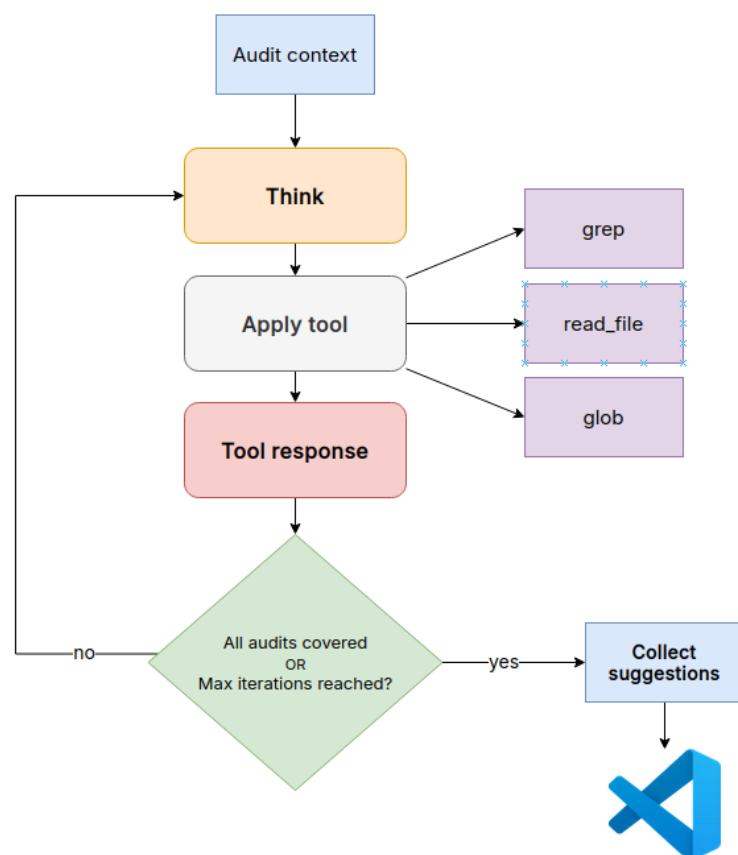 Audit context
Think
grep
Apply tool
read_file
glob
Tool response
All audits covered
OR
Max iterations reached?
no
yes
Collect
suggestions